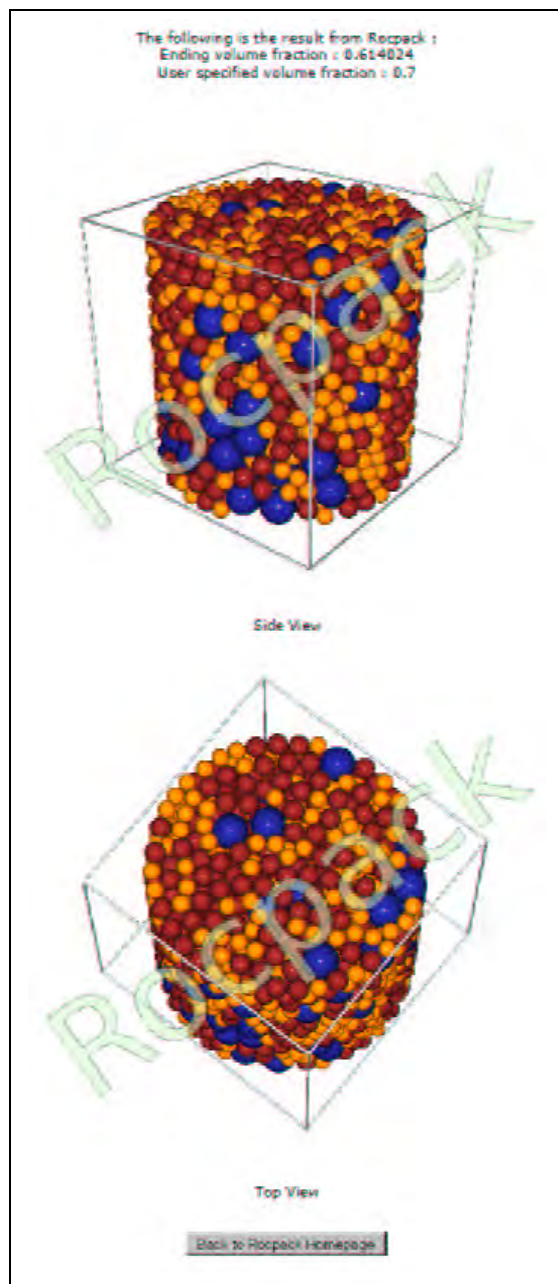 The following is the result from Rocpack :
Ending volume fraction : 0.614024
User specified volume fraction : 0.7
Rocpack
Side View
Rocpack
Top View
Back to Rocpack Homepage